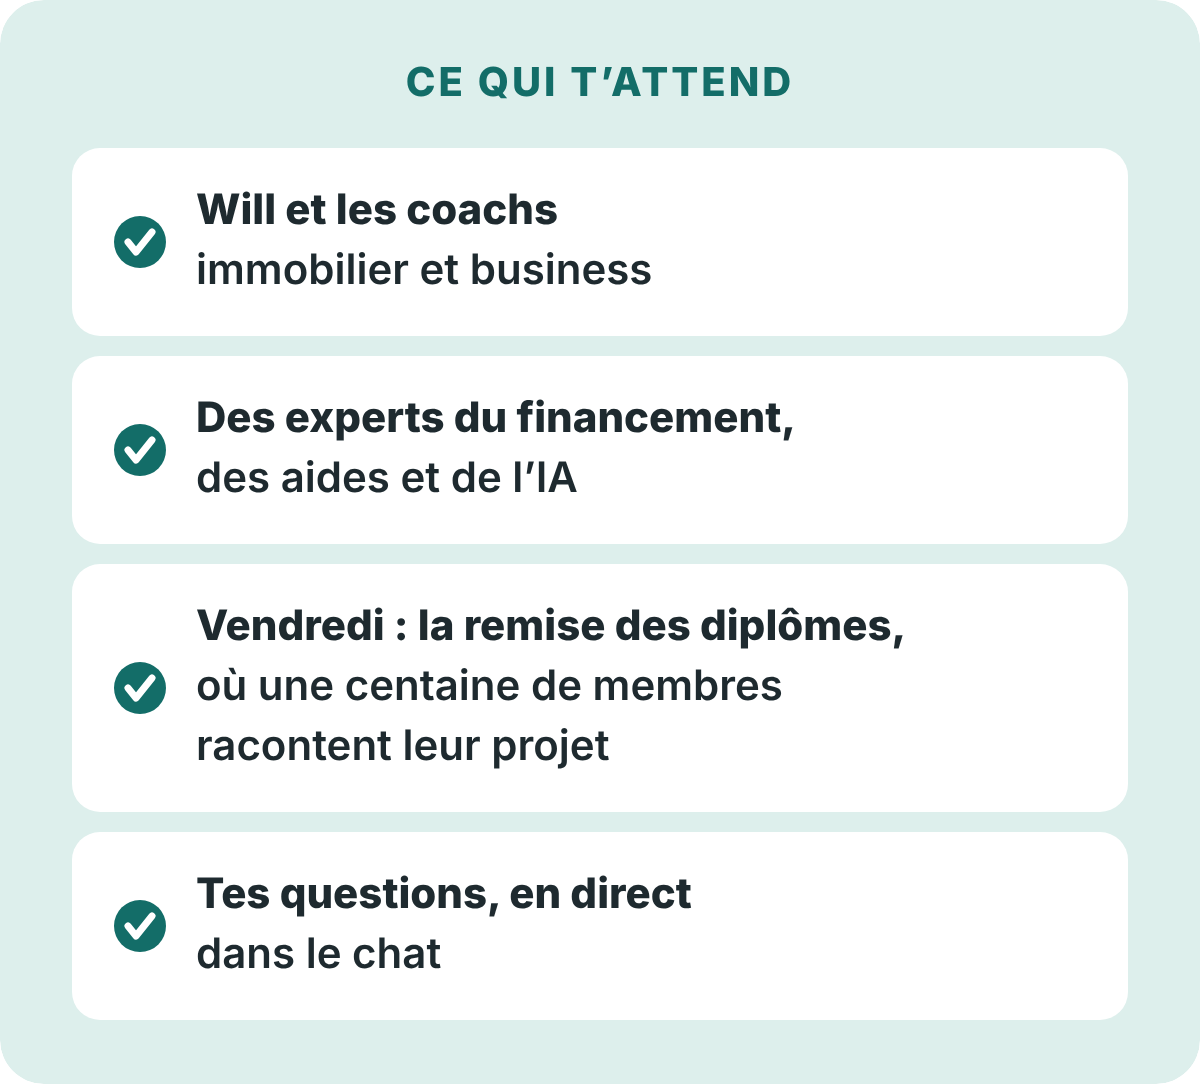 CE QUI T’ATTEND
Will et les coachs
immobilier et business
Des experts du financement,
des aides et de l’IA
Vendredi : la remise des diplômes,
où une centaine de membres
racontent leur projet
Tes questions, en direct
dans le chat